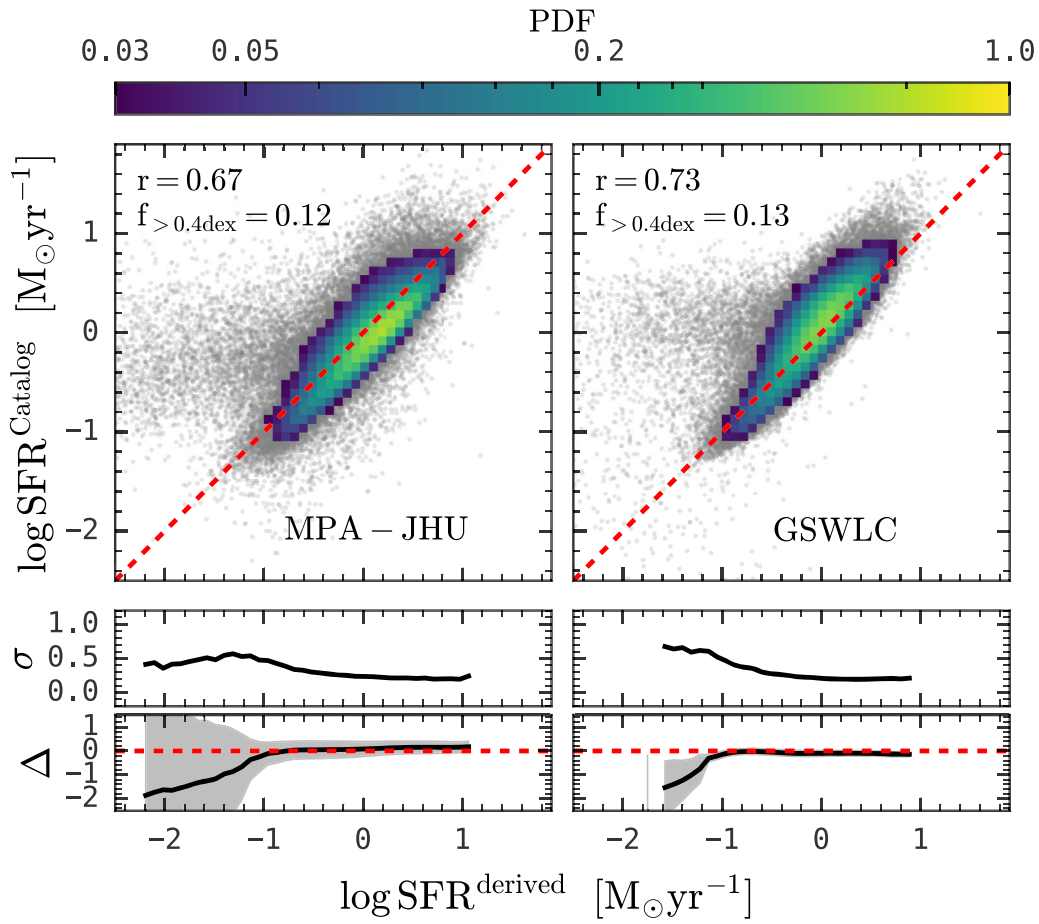 PDF
0.03 0.05 0.2 1.0
log SFR^Catalog [M_⊙yr^−1]
1
0
−1
−2
r = 0.67
f_>0.4dex = 0.12
MPA − JHU
r = 0.73
f_>0.4dex = 0.13
GSWLC
σ
1.0
0.5
0.0
Δ
1
0
−1
−2
−2 −1 0 1
−2 −1 0 1
log SFR^derived [M_⊙yr^−1]